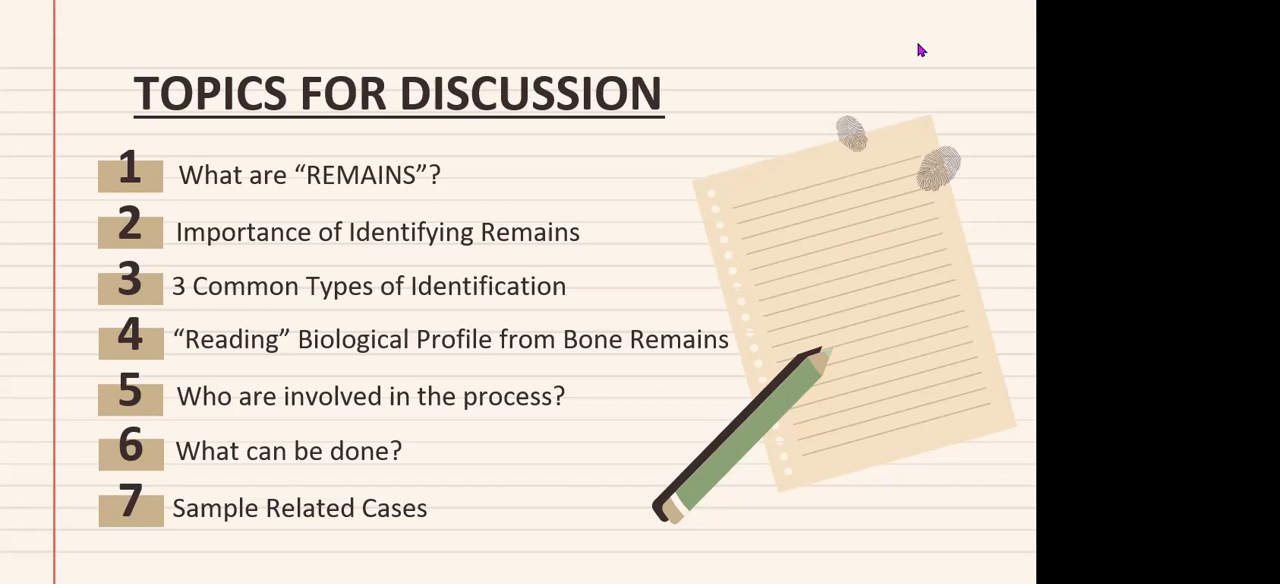 TOPICS FOR DISCUSSION
1 What are “REMAINS”?
2 Importance of Identifying Remains
3 3 Common Types of Identification
4 “Reading” Biological Profile from Bone Remains
5 Who are involved in the process?
6 What can be done?
7 Sample Related Cases